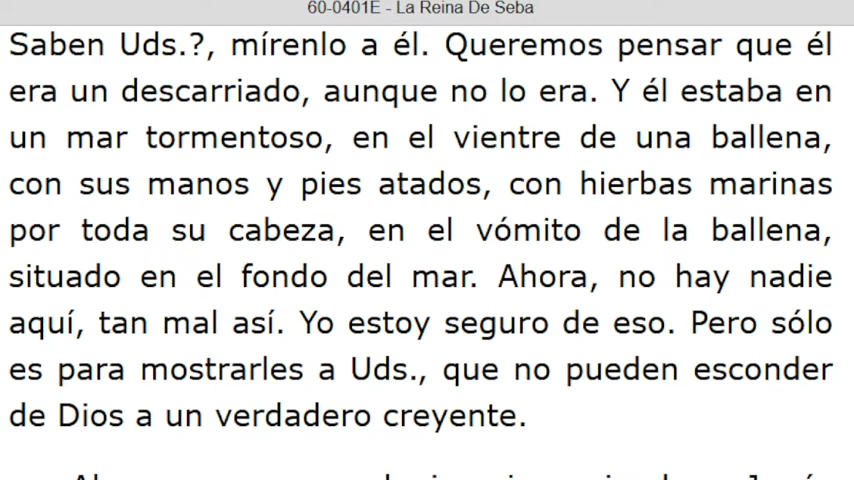 60-0401E - La Reina De Seba
Saben Uds.?, mírenlo a él. Queremos pensar que él
era un descarriado, aunque no lo era. Y él estaba en
un mar tormentoso, en el vientre de una ballena,
con sus manos y pies atados, con hierbas marinas
por toda su cabeza, en el vómito de la ballena,
situado en el fondo del mar. Ahora, no hay nadie
aquí, tan mal así. Yo estoy seguro de eso. Pero sólo
es para mostrarles a Uds., que no pueden esconder
de Dios a un verdadero creyente.